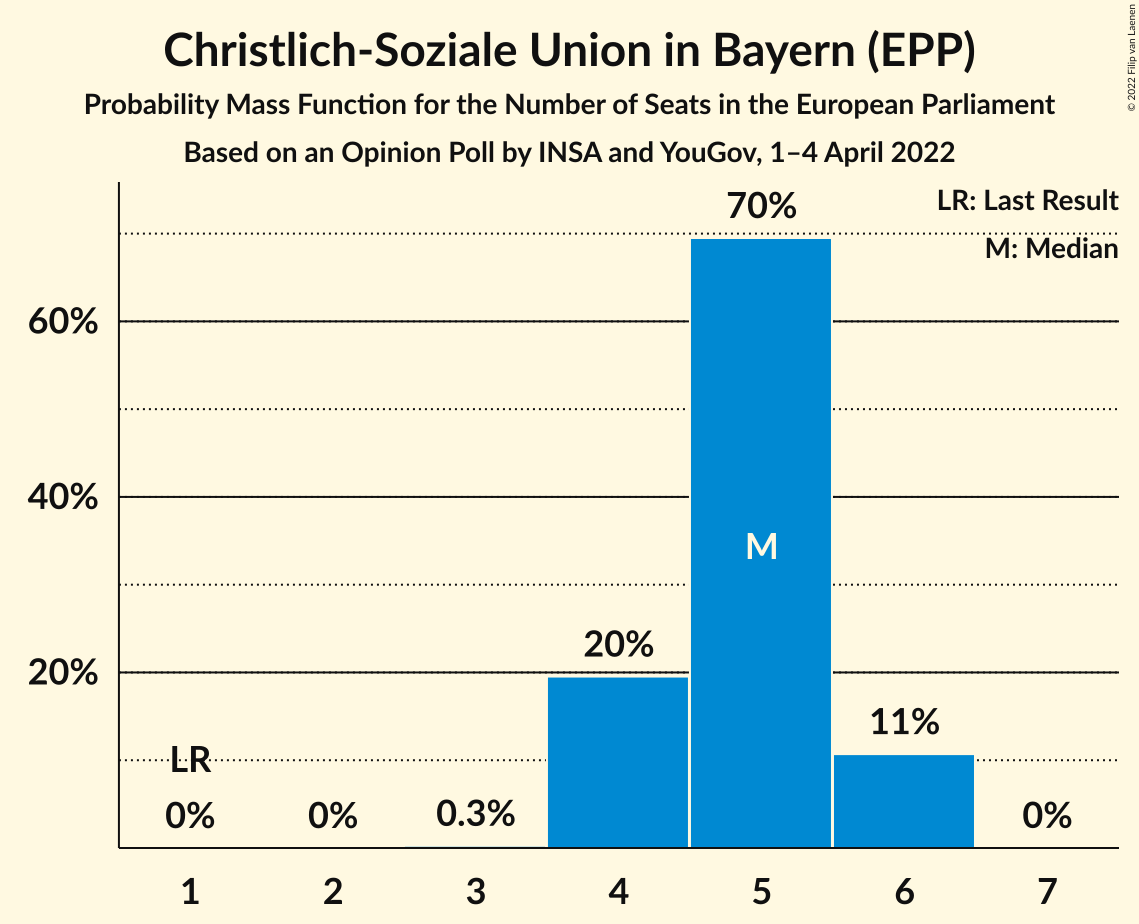 Christlich-Soziale Union in Bayern (EPP)
Probability Mass Function for the Number of Seats in the European Parliament
Based on an Opinion Poll by INSA and YouGov, 1–4 April 2022
© 2022 Filip van Laenen
LR: Last Result
M: Median
70%
60%
40%
M
20%
20%
11%
LR
0%
0%
0.3%
0%
1
2
3
4
5
6
7